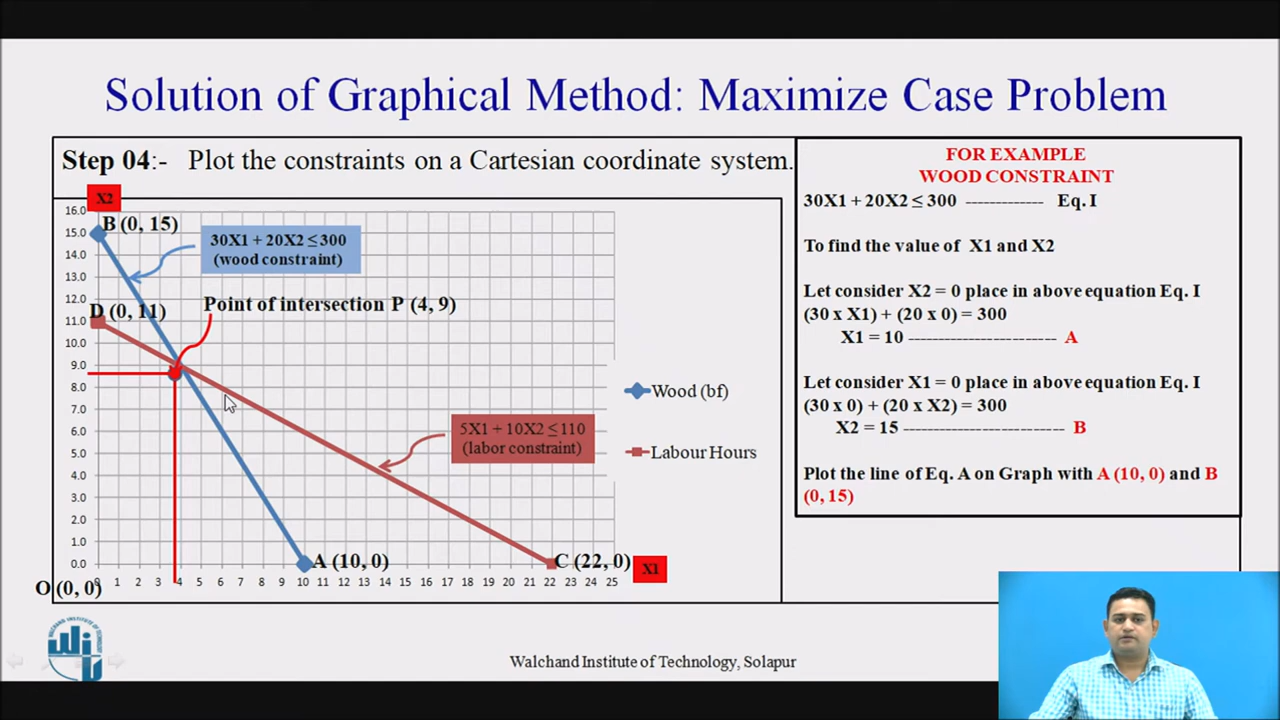 Solution of Graphical Method: Maximize Case Problem
Step 04:- Plot the constraints on a Cartesian coordinate system.
X2
16.0
15.0
14.0
13.0
12.0
11.0
10.0
9.0
8.0
7.0
6.0
5.0
4.0
3.0
2.0
1.0
0.0
B (0, 15)
30X1 + 20X2 ≤ 300
(wood constraint)
Point of intersection P (4, 9)
D (0, 11)
5X1 + 10X2 ≤ 110
(labor constraint)
A (10, 0)
C (22, 0)
X1
O (0, 0)
0 1 2 3 4 5 6 7 8 9 10 11 12 13 14 15 16 17 18 19 20 21 22 23 24 25
Wood (bf)
Labour Hours
FOR EXAMPLE
WOOD CONSTRAINT
30X1 + 20X2 ≤ 300 ------------- Eq. I
To find the value of X1 and X2
Let consider X2 = 0 place in above equation Eq. I
(30 x X1) + (20 x 0) = 300
X1 = 10 ------------------------- A
Let consider X1 = 0 place in above equation Eq. I
(30 x 0) + (20 x X2) = 300
X2 = 15 --------------------------- B
Plot the line of Eq. A on Graph with A (10, 0) and B
(0, 15)
Walchand Institute of Technology, Solapur